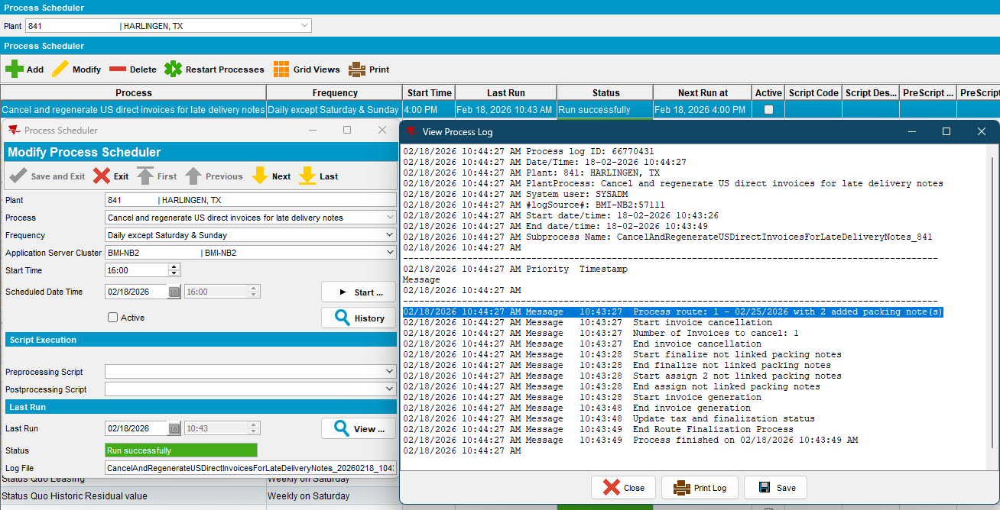 Process Scheduler
Plant 841 | HARLINGEN, TX
Process Scheduler
Add Modify Delete Restart Processes Grid Views Print
Process Frequency Start Time Last Run Status Next Run at Active Script Code Script Des... PreScript ... PreScript
Cancel and regenerate US direct invoices for late delivery notes Daily except Saturday & Sunday 4:00 PM Feb 18, 2026 10:43 AM Run successfully Feb 18, 2026 4:00 PM
Process Scheduler
Modify Process Scheduler
Save and Exit Exit First Previous Next Last
Plant 841 | HARLINGEN, TX
Process Cancel and regenerate US direct invoices for late delivery notes
Frequency Daily except Saturday & Sunday
Application Server Cluster BMI-NB2 | BMI-NB2
Start Time 16:00
Scheduled Date Time 02/18/2026 16 16:00 Start ...
Active History
Script Execution
Preprocessing Script
Postprocessing Script
Last Run
Last Run 02/18/2026 16 10:43 View ...
Status Run successfully
Log File CancelAndRegenerateUSDirectInvoicesForLateDeliveryNotes_20260218_104
Status Quo Leasing Weekly on Saturday
Status Quo Historic Residual value Weekly on Saturday
View Process Log
02/18/2026 10:44:27 AM Process log ID: 66770431
02/18/2026 10:44:27 AM Date/Time: 18-02-2026 10:44:27
02/18/2026 10:44:27 AM Plant: 841: HARLINGEN, TX
02/18/2026 10:44:27 AM PlantProcess: Cancel and regenerate US direct invoices for late delivery notes
02/18/2026 10:44:27 AM System user: SYSADM
02/18/2026 10:44:27 AM #logSource#: BMI-NB2:57111
02/18/2026 10:44:27 AM Start date/time: 18-02-2026 10:43:26
02/18/2026 10:44:27 AM End date/time: 18-02-2026 10:43:49
02/18/2026 10:44:27 AM Subprocess Name: CancelAndRegenerateUSDirectInvoicesForLateDeliveryNotes_841
02/18/2026 10:44:27 AM
----------------------------------------------------------------------------------------------------
02/18/2026 10:44:27 AM Priority Timestamp
Message
02/18/2026 10:44:27 AM
----------------------------------------------------------------------------------------------------
02/18/2026 10:44:27 AM Message 10:43:27 Process route: 1 - 02/25/2026 with 2 added packing note(s)
02/18/2026 10:44:27 AM Message 10:43:27 Start invoice cancellation
02/18/2026 10:44:27 AM Message 10:43:27 Number of Invoices to cancel: 1
02/18/2026 10:44:27 AM Message 10:43:27 End invoice cancellation
02/18/2026 10:44:27 AM Message 10:43:28 Start finalize not linked packing notes
02/18/2026 10:44:27 AM Message 10:43:28 End finalize not linked packing notes
02/18/2026 10:44:27 AM Message 10:43:28 Start assign 2 not linked packing notes
02/18/2026 10:44:27 AM Message 10:43:28 End assign not linked packing notes
02/18/2026 10:44:27 AM Message 10:43:28 Start invoice generation
02/18/2026 10:44:27 AM Message 10:43:48 End invoice generation
02/18/2026 10:44:27 AM Message 10:43:48 Update tax and finalization status
02/18/2026 10:44:27 AM Message 10:43:49 End Route Finalization Process
02/18/2026 10:44:27 AM Message 10:43:49 Process finished on 02/18/2026 10:43:49 AM
02/18/2026 10:44:27 AM
Close Print Log Save